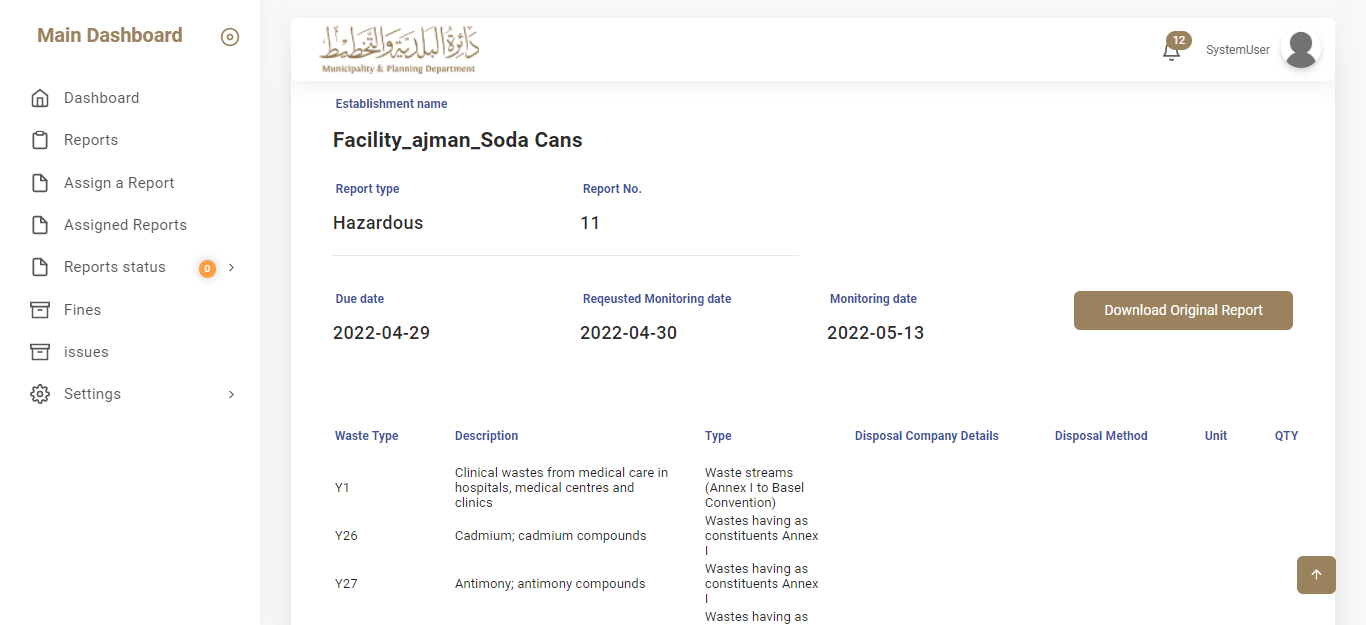 Main Dashboard
Dashboard
Reports
Assign a Report
Assigned Reports
Reports status 0
Fines
issues
Settings
دائرة البلدية والتخطيط
Municipality & Planning Department
12
SystemUser
Establishment name
Facility_ajman_Soda Cans
Report type Report No.
Hazardous 11
Due date Reqeusted Monitoring date Monitoring date
2022-04-29 2022-04-30 2022-05-13
Download Original Report
Waste Type Description Type Disposal Company Details Disposal Method Unit QTY
Y1
Clinical wastes from medical care in
hospitals, medical centres and
clinics
Waste streams
(Annex I to Basel
Convention)
Y26
Cadmium; cadmium compounds
Wastes having as
constituents Annex
I
Y27
Antimony; antimony compounds
Wastes having as
constituents Annex
I
Wastes having as